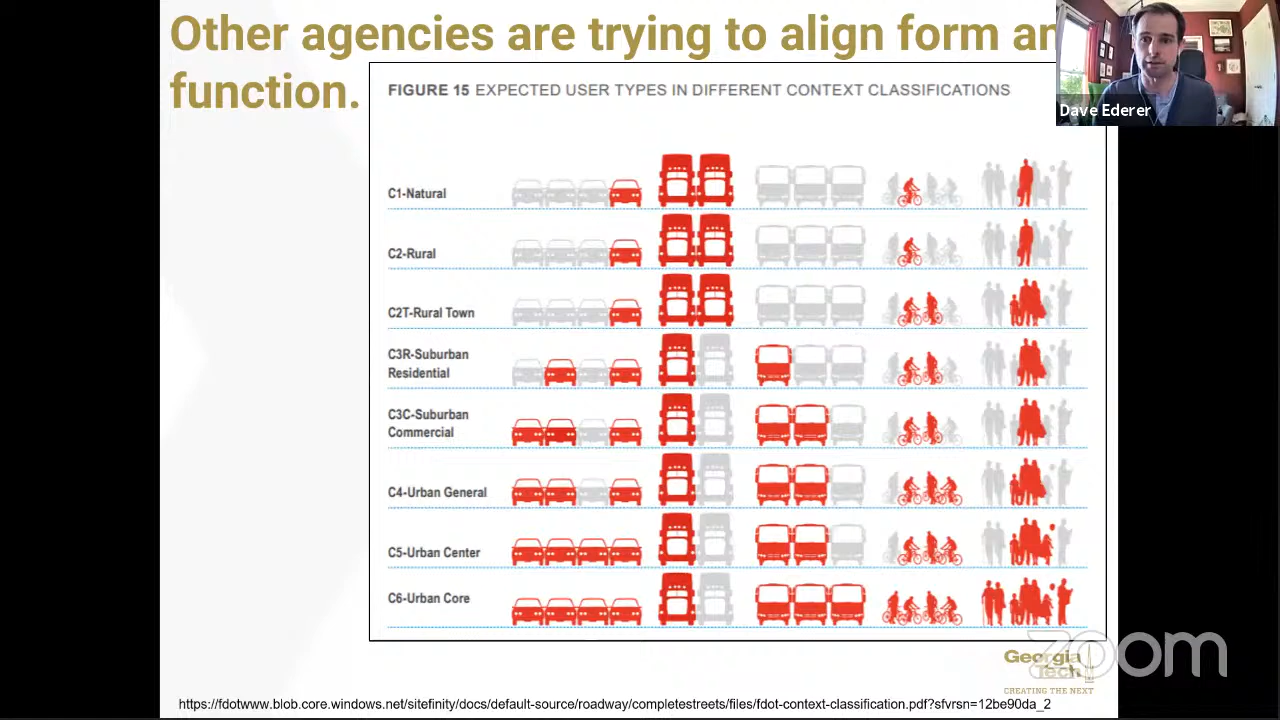 Other agencies are trying to align form an
function.
FIGURE 15 EXPECTED USER TYPES IN DIFFERENT CONTEXT CLASSIFICATIONS
Dave Ederer
C1-Natural
C2-Rural
C2T-Rural Town
C3R-Suburban
Residential
C3C-Suburban
Commercial
C4-Urban General
C5-Urban Center
C6-Urban Core
zoom
Georgia
Tech
CREATING THE NEXT
https://fdotwww.blob.core.windows.net/sitefinity/docs/default-source/roadway/completestreets/files/fdot-context-classification.pdf?sfvrsn=12be90da_2